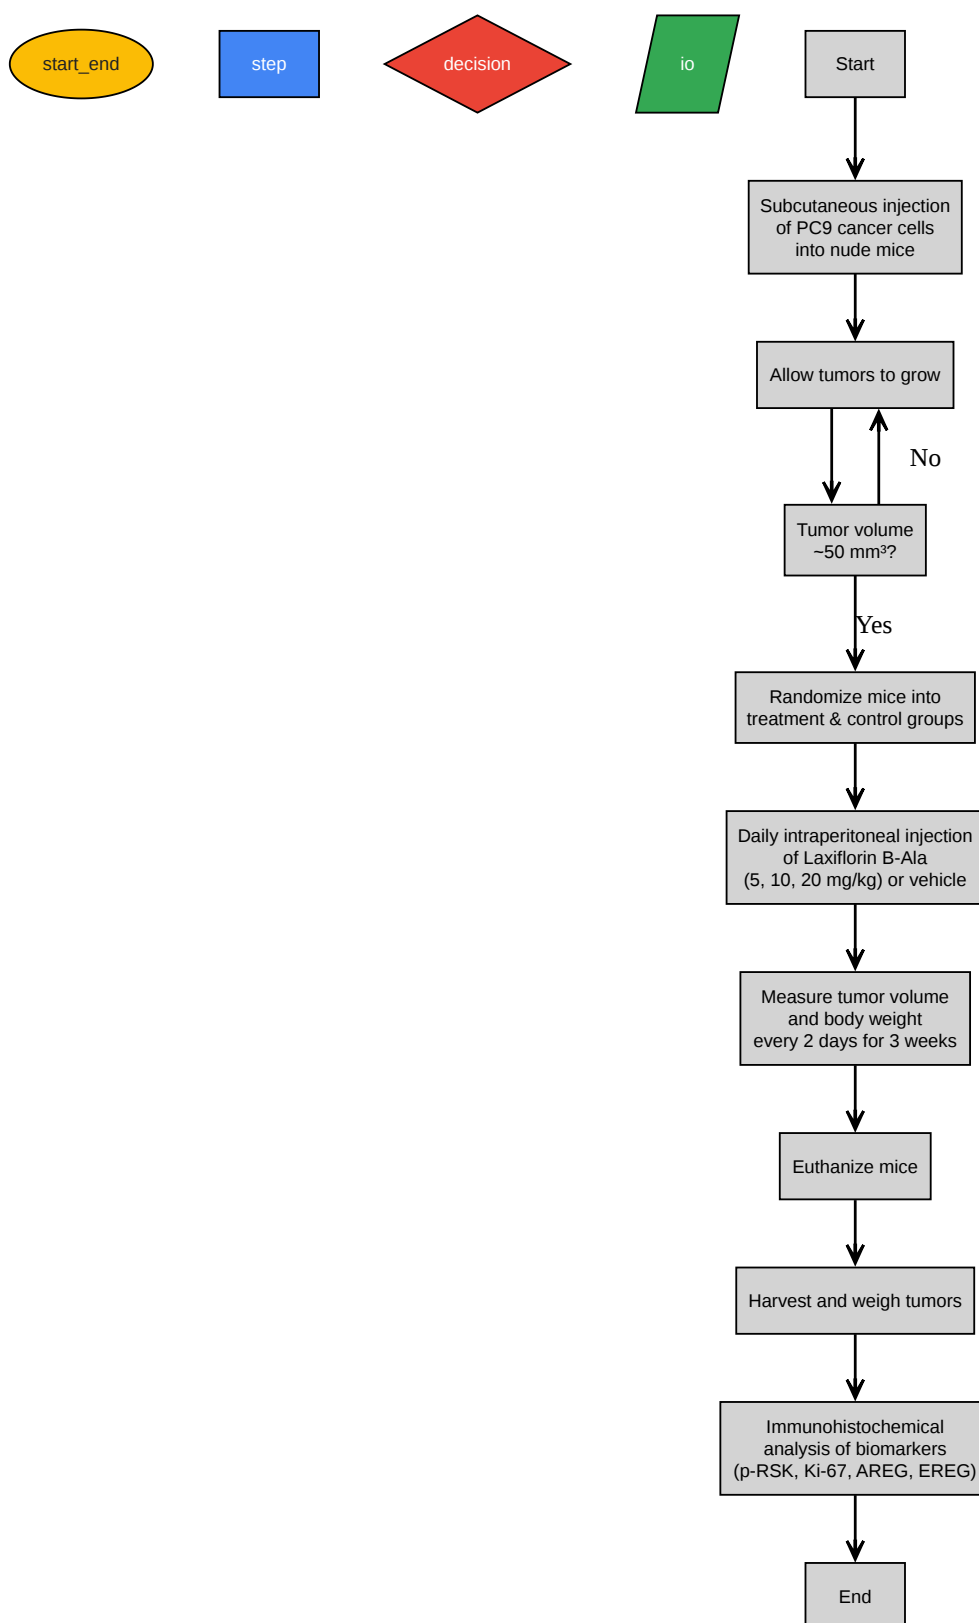 start_end
step
decision
io
Start
Subcutaneous injection
of PC9 cancer cells
into nude mice
Allow tumors to grow
No
Tumor volume
~50 mm³?
Yes
Randomize mice into
treatment & control groups
Daily intraperitoneal injection
of Laxiflorin B-Ala
(5, 10, 20 mg/kg) or vehicle
Measure tumor volume
and body weight
every 2 days for 3 weeks
Euthanize mice
Harvest and weigh tumors
Immunohistochemical
analysis of biomarkers
(p-RSK, Ki-67, AREG, EREG)
End